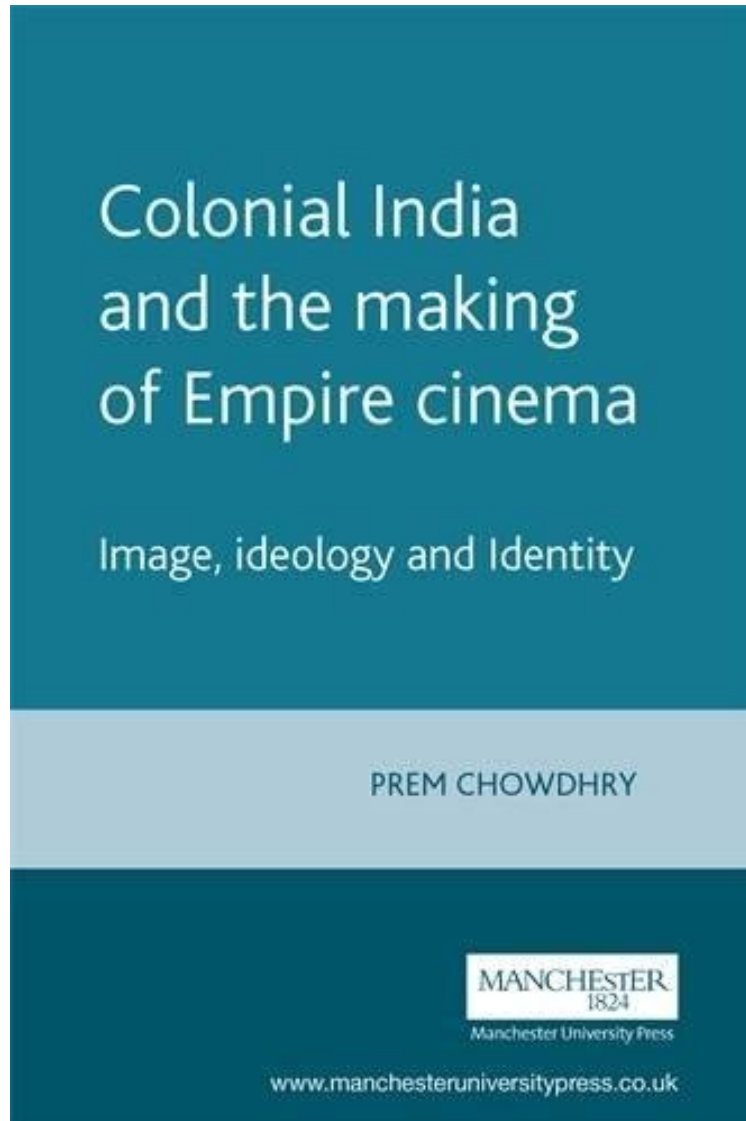 Colonial India
and the making
of Empire cinema
Image, ideology and Identity
PREM CHOWDHRY
MANCHEstER
1824
Manchester University Press
www.manchesteruniversitypress.co.uk